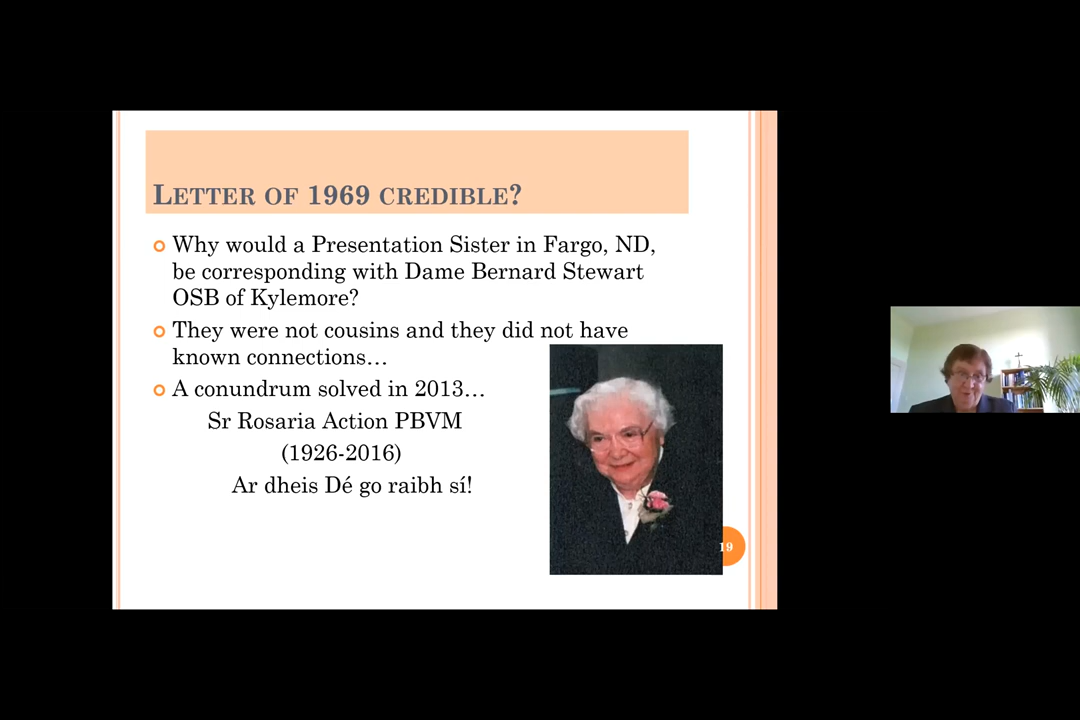 LETTER OF 1969 CREDIBLE?
Why would a Presentation Sister in Fargo, ND,
be corresponding with Dame Bernard Stewart
OSB of Kylemore?
They were not cousins and they did not have
known connections…
A conundrum solved in 2013…
Sr Rosaria Action PBVM
(1926-2016)
Ar dheis Dé go raibh sí!
19